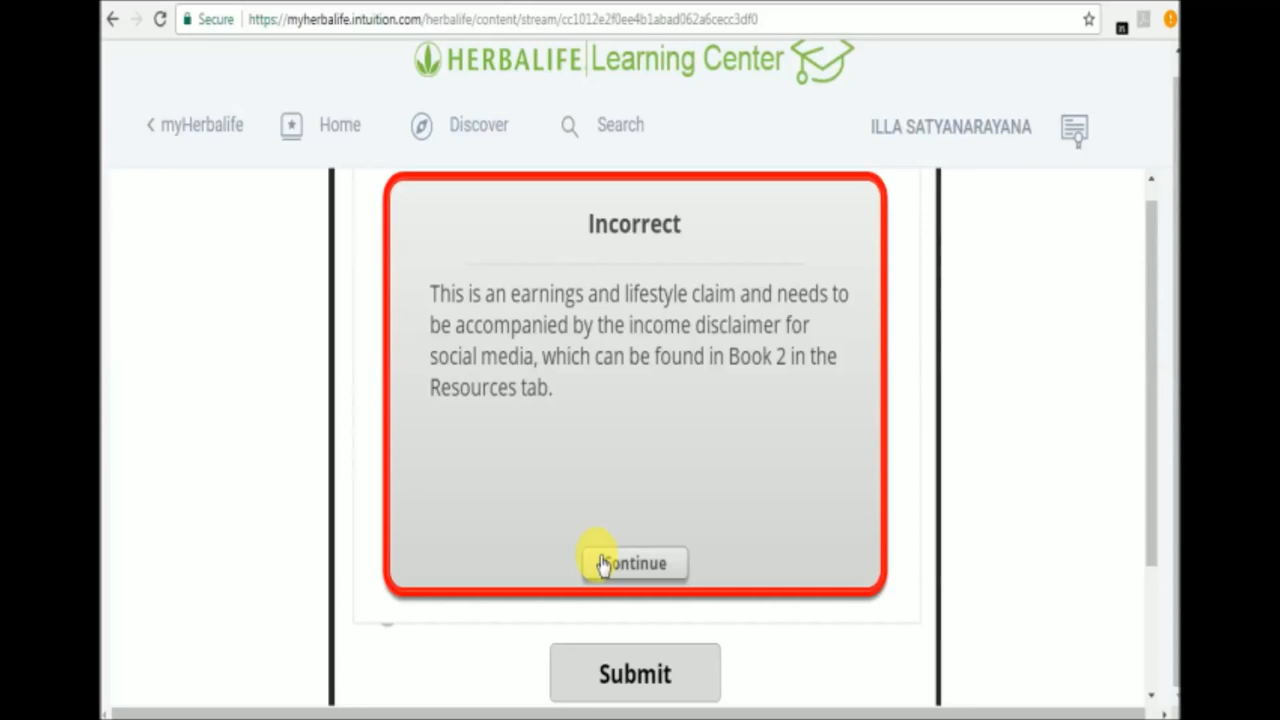 Secure https://myherbalife.intuition.com/herbalife/content/stream/cc1012e2f0ee4b1abad062a6cecc3df0
HERBALIFE Learning Center
myHerbalife Home Discover Search ILLA SATYANARAYANA
Incorrect
This is an earnings and lifestyle claim and needs to
be accompanied by the income disclaimer for
social media, which can be found in Book 2 in the
Resources tab.
Continue
Submit